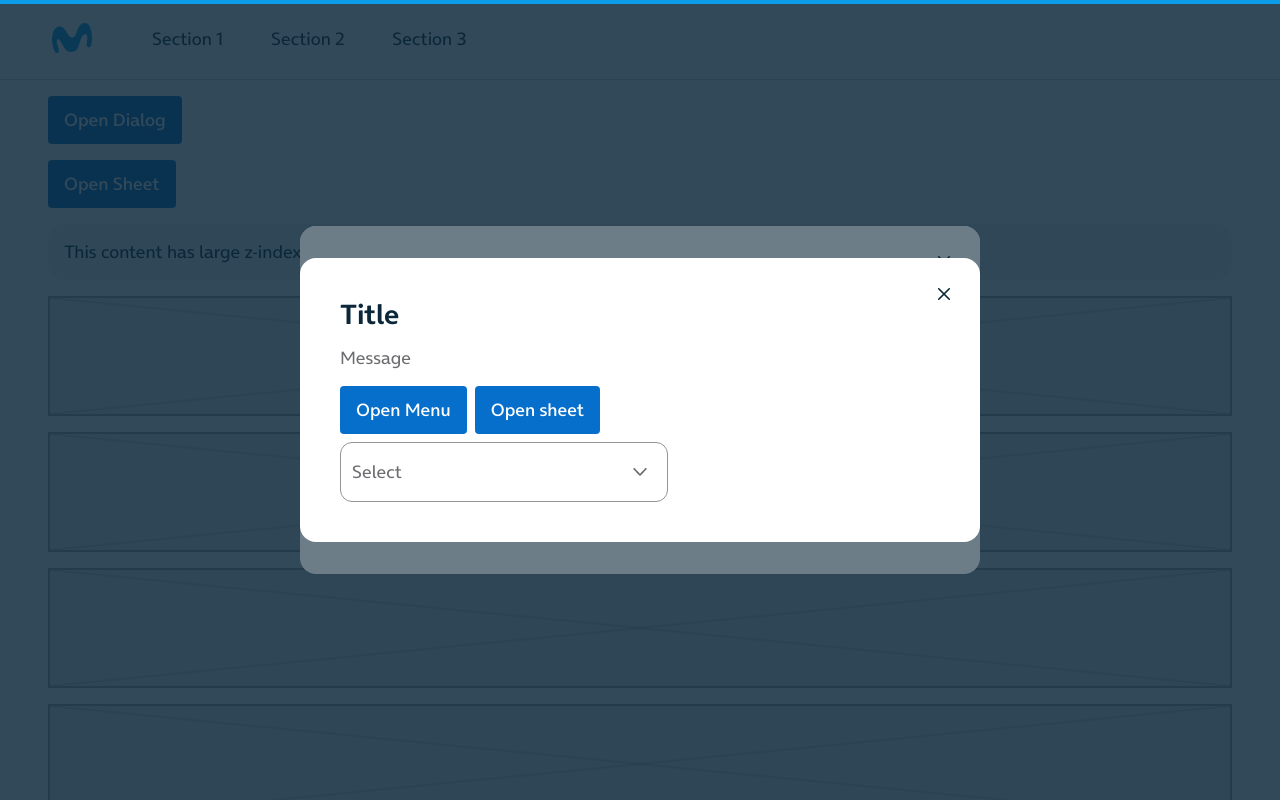 Section 1 Section 2 Section 3
Open Dialog
Open Sheet
This content has large z-index
Title
Message
Open Menu Open sheet
Select